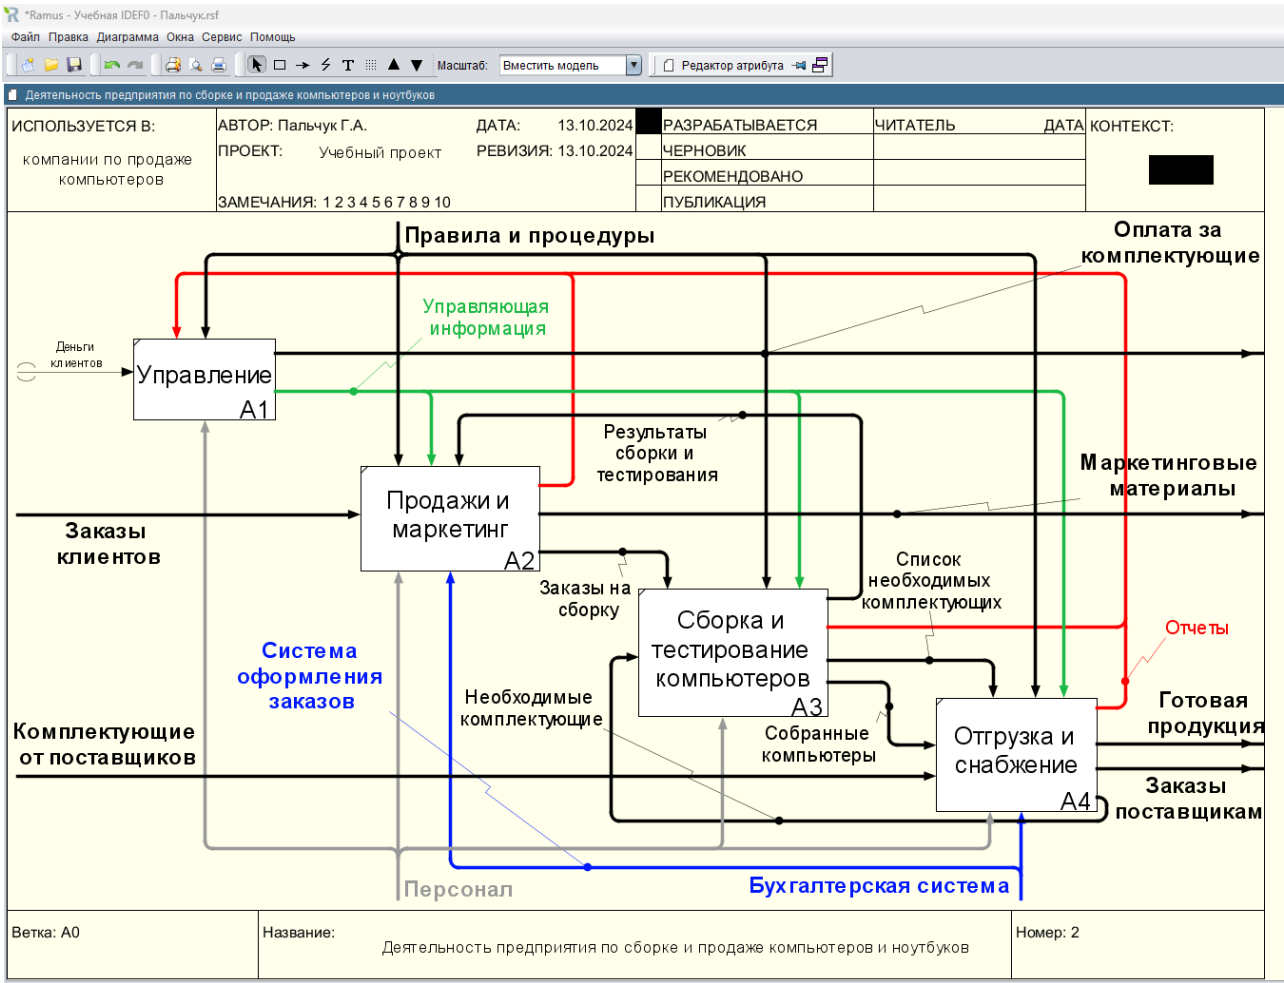 *Ramus - Учебная IDEF0 - Пальчук.rsf
Файл Правка Диаграмма Окна Сервис Помощь
Масштаб: Вместить модель Редактор атрибута
Деятельность предприятия по сборке и продаже компьютеров и ноутбуков
ИСПОЛЬЗУЕТСЯ В:
компании по продаже
компьютеров
АВТОР: Пальчук Г.А.
ДАТА: 13.10.2024
ПРОЕКТ: Учебный проект
РЕВИЗИЯ: 13.10.2024
ЗАМЕЧАНИЯ: 1 2 3 4 5 6 7 8 9 10
РАЗРАБАТЫВАЕТСЯ
ЧЕРНОВИК
РЕКОМЕНДОВАНО
ПУБЛИКАЦИЯ
ЧИТАТЕЛЬ
ДАТА
КОНТЕКСТ:
Правила и процедуры
Оплата за
комплектующие
Управляющая
информация
Деньги
клиентов
Управление
A1
Результаты
сборки и
тестирования
Маркетинговые
материалы
Продажи и
маркетинг
A2
Заказы
клиентов
Заказы на
сборку
Список
необходимых
комплектующих
Сборка и
тестирование
компьютеров
A3
Отчеты
Система
оформления
заказов
Необходимые
комплектующие
Собранные
компьютеры
Готовая
продукция
Комплектующие
от поставщиков
Отгрузка и
снабжение
A4
Заказы
поставщикам
Персонал
Бухгалтерская система
Ветка: A0
Название:
Деятельность предприятия по сборке и продаже компьютеров и ноутбуков
Номер: 2